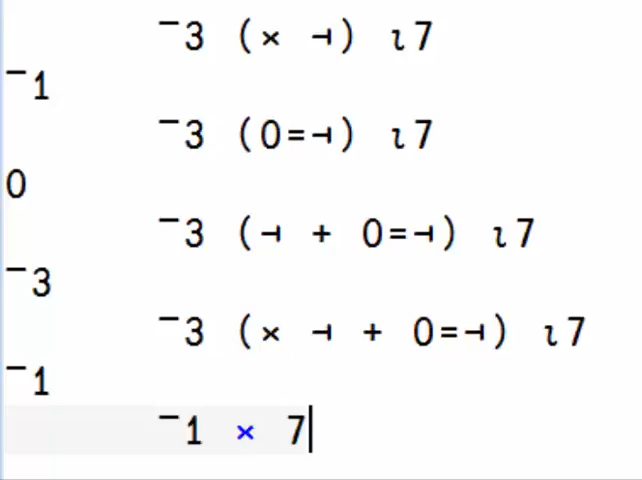 ¯3 (× ⊣) ⍳7
¯1
¯3 (0=⊣) ⍳7
0
¯3 (⊣ + 0=⊣) ⍳7
¯3
¯3 (× ⊣ + 0=⊣) ⍳7
¯1
¯1 × 7